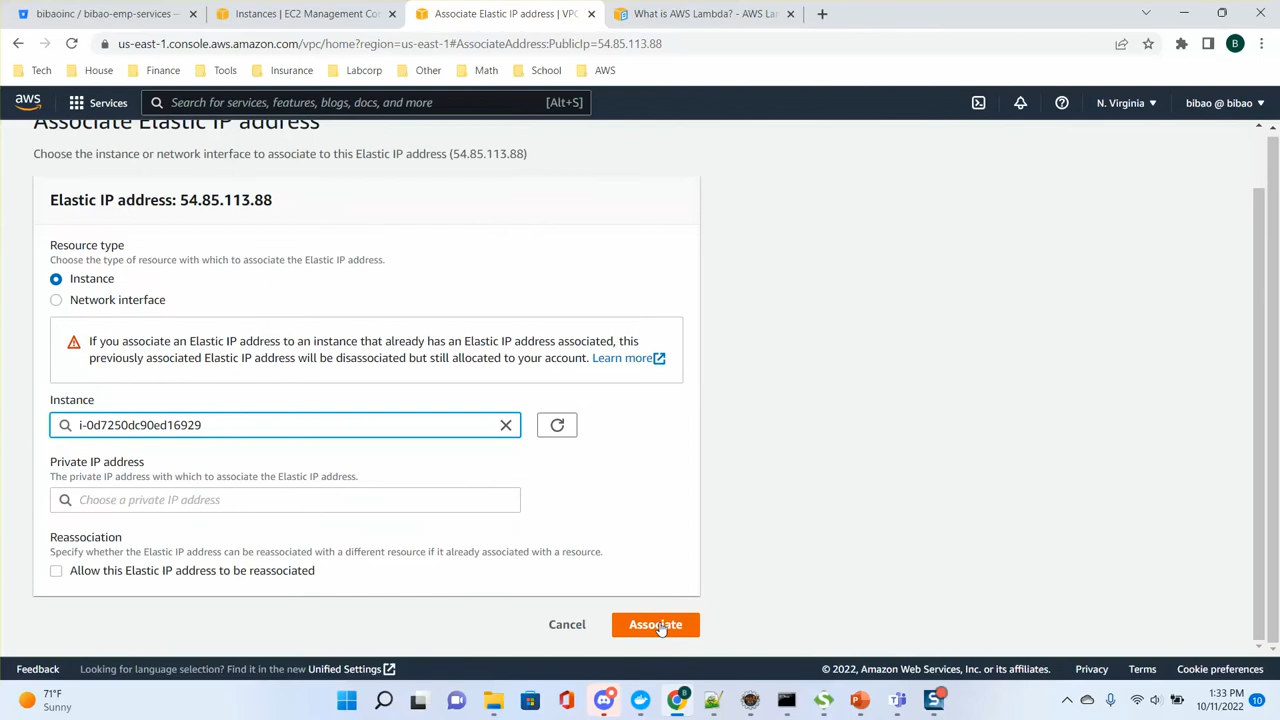 bibaoinc / bibao-emp-services —
Instances | EC2 Management Co
Associate Elastic IP address | VPC
What is AWS Lambda? - AWS La
us-east-1.console.aws.amazon.com/vpc/home?region=us-east-1#AssociateAddress:PublicIp=54.85.113.88
B
Tech
House
Finance
Tools
Insurance
Labcorp
Other
Math
School
AWS
aws
Services
Search for services, features, blogs, docs, and more
[Alt+S]
N. Virginia
bibao @ bibao
Associate Elastic IP address
Choose the instance or network interface to associate to this Elastic IP address (54.85.113.88)
Elastic IP address: 54.85.113.88
Resource type
Choose the type of resource with which to associate the Elastic IP address.
Instance
Network interface
If you associate an Elastic IP address to an instance that already has an Elastic IP address associated, this
previously associated Elastic IP address will be disassociated but still allocated to your account. Learn more
Instance
i-0d7250dc90ed16929
Private IP address
The private IP address with which to associate the Elastic IP address.
Choose a private IP address
Reassociation
Specify whether the Elastic IP address can be reassociated with a different resource if it already associated with a resource.
Allow this Elastic IP address to be reassociated
Cancel
Associate
Feedback
Looking for language selection? Find it in the new Unified Settings
© 2022, Amazon Web Services, Inc. or its affiliates.
Privacy
Terms
Cookie preferences
71°F
Sunny
1:33 PM
10/11/2022
10